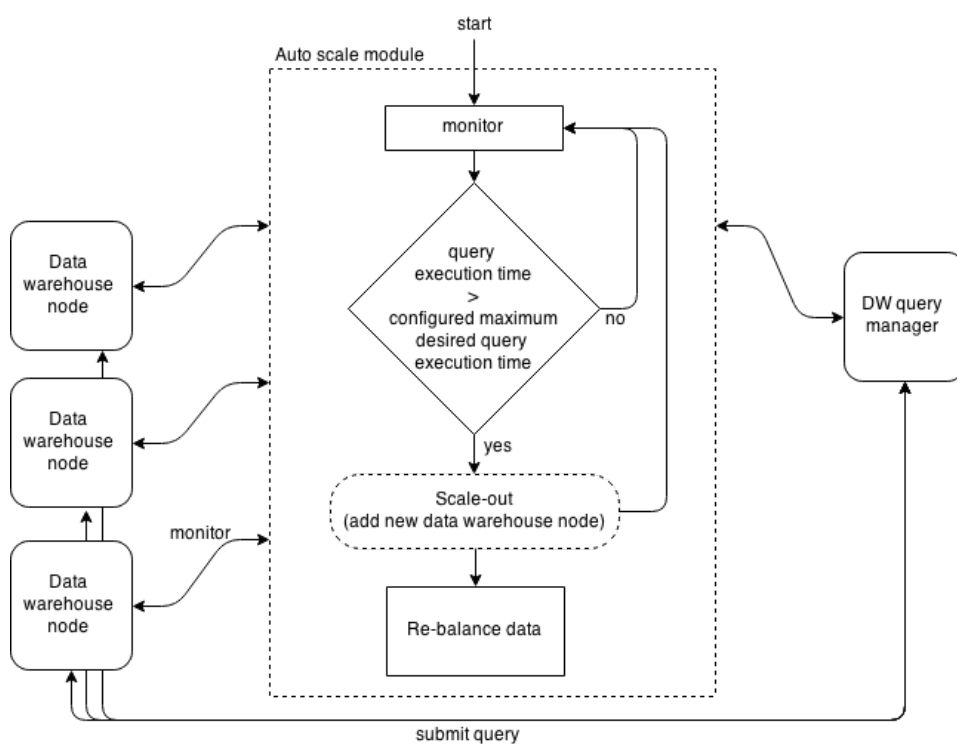 start
Auto scale module
monitor
query
execution time
>
configured maximum
desired query
execution time
no
yes
Scale-out
(add new data warehouse node)
Re-balance data
Data
warehouse
node
Data
warehouse
node
monitor
Data
warehouse
node
DW query
manager
submit query